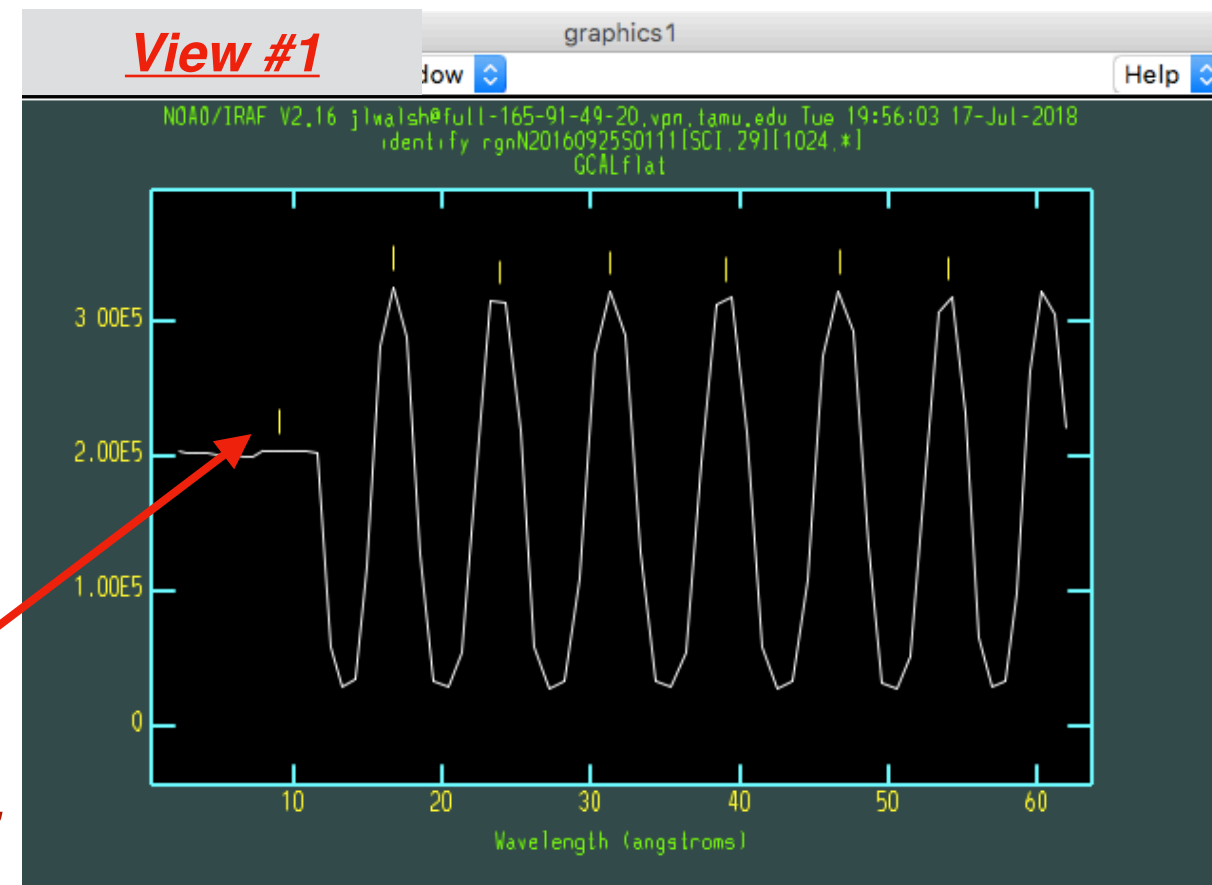 View #1
graphics1
dow
Help
NOAO/IRAF V2.16 jlwalsh@full-165-91-49-20.vpn.tamu.edu Tue 19:56:03 17-Jul-2018
identify rgnN20160925S0111[SCI,29][1024,*]
GCALflat
3.00E5
2.00E5
1.00E5
0
10 20 30 40 50 60
Wavelength (angstroms)